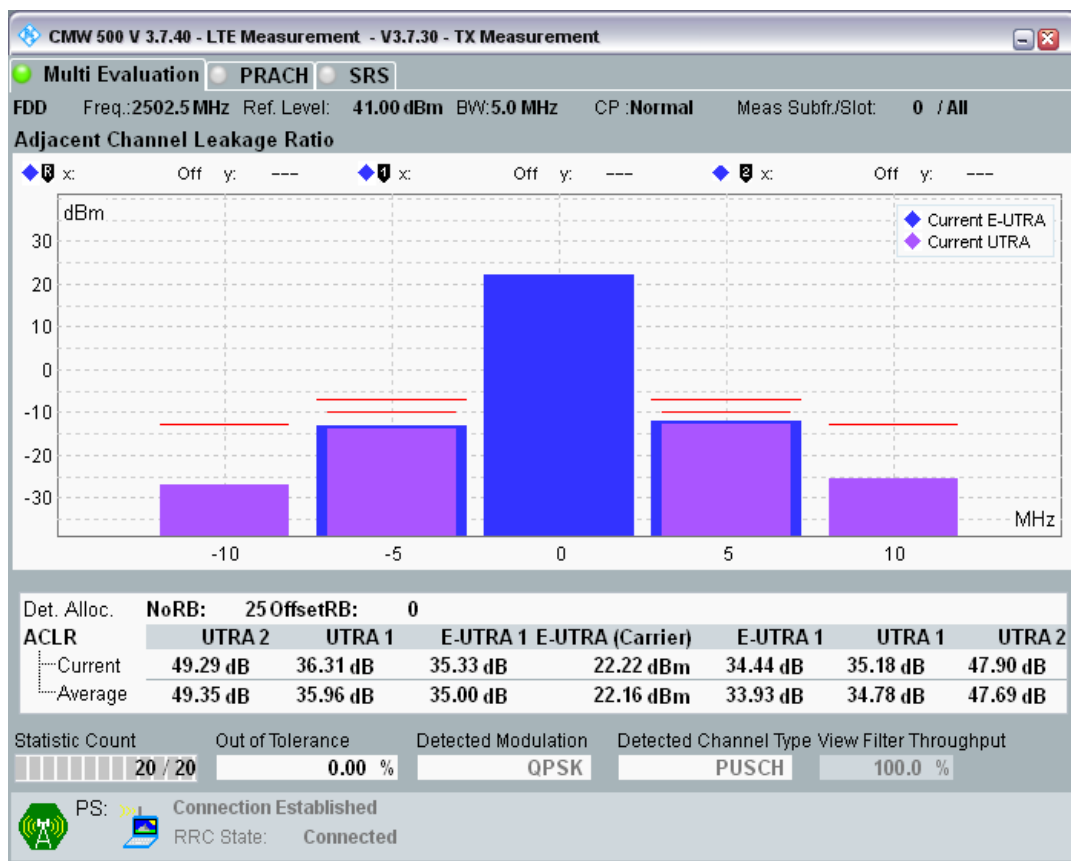 CMW 500 V 3.7.40 - LTE Measurement - V3.7.30 - TX Measurement
Multi Evaluation PRACH SRS
FDD Freq.:2502.5 MHz Ref. Level: 41.00 dBm BW:5.0 MHz CP :Normal Meas Subfr./Slot: 0 / All
Adjacent Channel Leakage Ratio
R x: Off y: --- 1 x: Off y: --- 2 x: Off y: ---
dBm
Current E-UTRA
Current UTRA
30
20
10
0
-10
-20
-30
MHz
-10 -5 0 5 10
Det. Alloc. NoRB: 25 OffsetRB: 0
ACLR UTRA 2 UTRA 1 E-UTRA 1 E-UTRA (Carrier) E-UTRA 1 UTRA 1 UTRA 2
Current 49.29 dB 36.31 dB 35.33 dB 22.22 dBm 34.44 dB 35.18 dB 47.90 dB
Average 49.35 dB 35.96 dB 35.00 dB 22.16 dBm 33.93 dB 34.78 dB 47.69 dB
Statistic Count Out of Tolerance Detected Modulation Detected Channel Type View Filter Throughput
20 / 20 0.00 % QPSK PUSCH 100.0 %
PS: Connection Established
RRC State: Connected